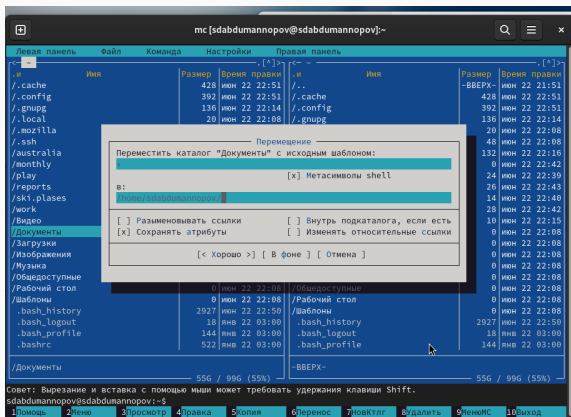 mc [sdabdumannopov@sdabdumannopov]:~
Левая панель Файл Команда Настройки Правая панель
.[^]> .[^]>
.и Имя Размер Время правки .и Имя Размер Время правки
/.cache 428 июн 22 22:51 /.. -ВВЕРХ- июн 22 21:51
/.config 392 июн 22 22:51 /.cache 428 июн 22 22:51
/.gnupg 136 июн 22 22:14 /.config 392 июн 22 22:51
/.local 20 июн 22 22:08 /.gnupg 136 июн 22 22:14
/.mozilla 20 июн 22 22:08
/.ssh 48 июн 22 22:08
/australia 132 июн 22 22:16
/monthly 0 июн 22 22:42
/play 24 июн 22 22:39
/reports 26 июн 22 22:43
/ski.plases 14 июн 22 22:40
/work 28 июн 22 22:42
/Видео 10 июн 22 22:15
/Документы 0 июн 22 22:08
/Загрузки 0 июн 22 22:08
/Изображения 0 июн 22 22:08
/Музыка 0 июн 22 22:08
/Общедоступные 0 июн 22 22:08 /Общедоступные 0 июн 22 22:08
/Рабочий стол 0 июн 22 22:08 /Рабочий стол 0 июн 22 22:08
/Шаблоны 0 июн 22 22:08 /Шаблоны 0 июн 22 22:08
.bash_history 2927 июн 22 22:50 .bash_history 2927 июн 22 22:50
.bash_logout 18 янв 22 03:00 .bash_logout 18 янв 22 03:00
.bash_profile 144 янв 22 03:00 .bash_profile 144 янв 22 03:00
.bashrc 522 янв 22 03:00
Перемещение
Переместить каталог "Документы" с исходным шаблоном:
*
[x] Метасимволы shell
в:
/home/sdabdumannopov/
[ ] Разыменовывать ссылки [ ] Внутрь подкаталога, если есть
[x] Сохранять атрибуты [ ] Изменять относительные ссылки
[< Хорошо >] [ В фоне ] [ Отмена ]
/Документы -ВВЕРХ-
55G / 99G (55%) 55G / 99G (55%)
Совет: Вырезание и вставка с помощью мыши может требовать удержания клавиши Shift.
sdabdumannopov@sdabdumannopov:~$
1Помощь 2Меню 3Просмотр 4Правка 5Копия 6Перенос 7НовКтлг 8Удалить 9МенюMC 10Выход